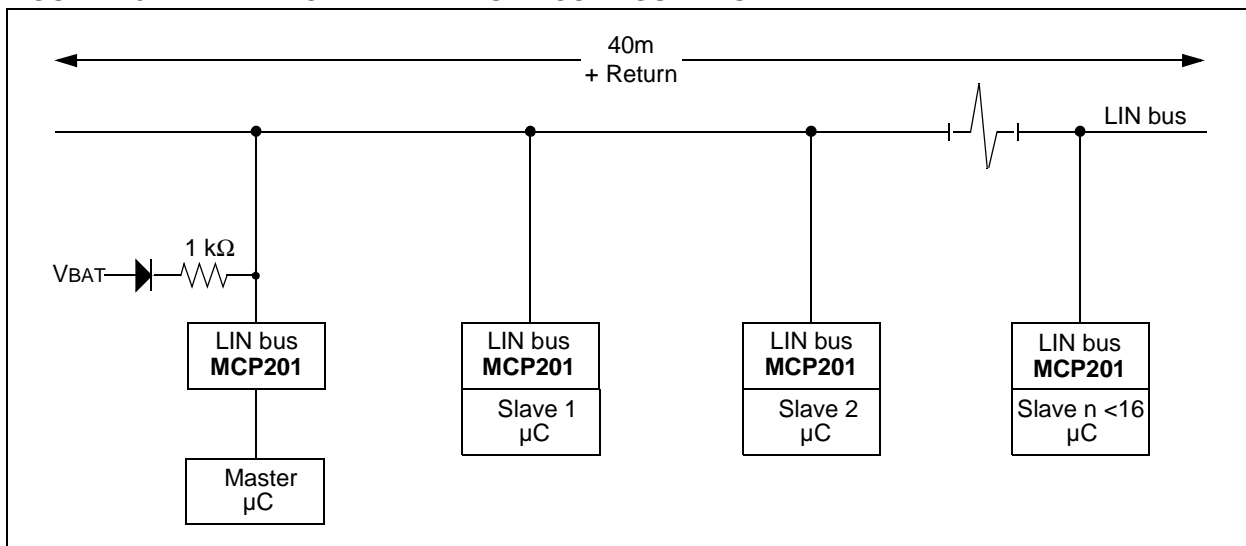 40m
+ Return
LIN bus
1 kΩ
VBAT
LIN bus
MCP201
LIN bus
MCP201
LIN bus
MCP201
LIN bus
MCP201
Slave 1
µC
Slave 2
µC
Slave n <16
µC
Master
µC